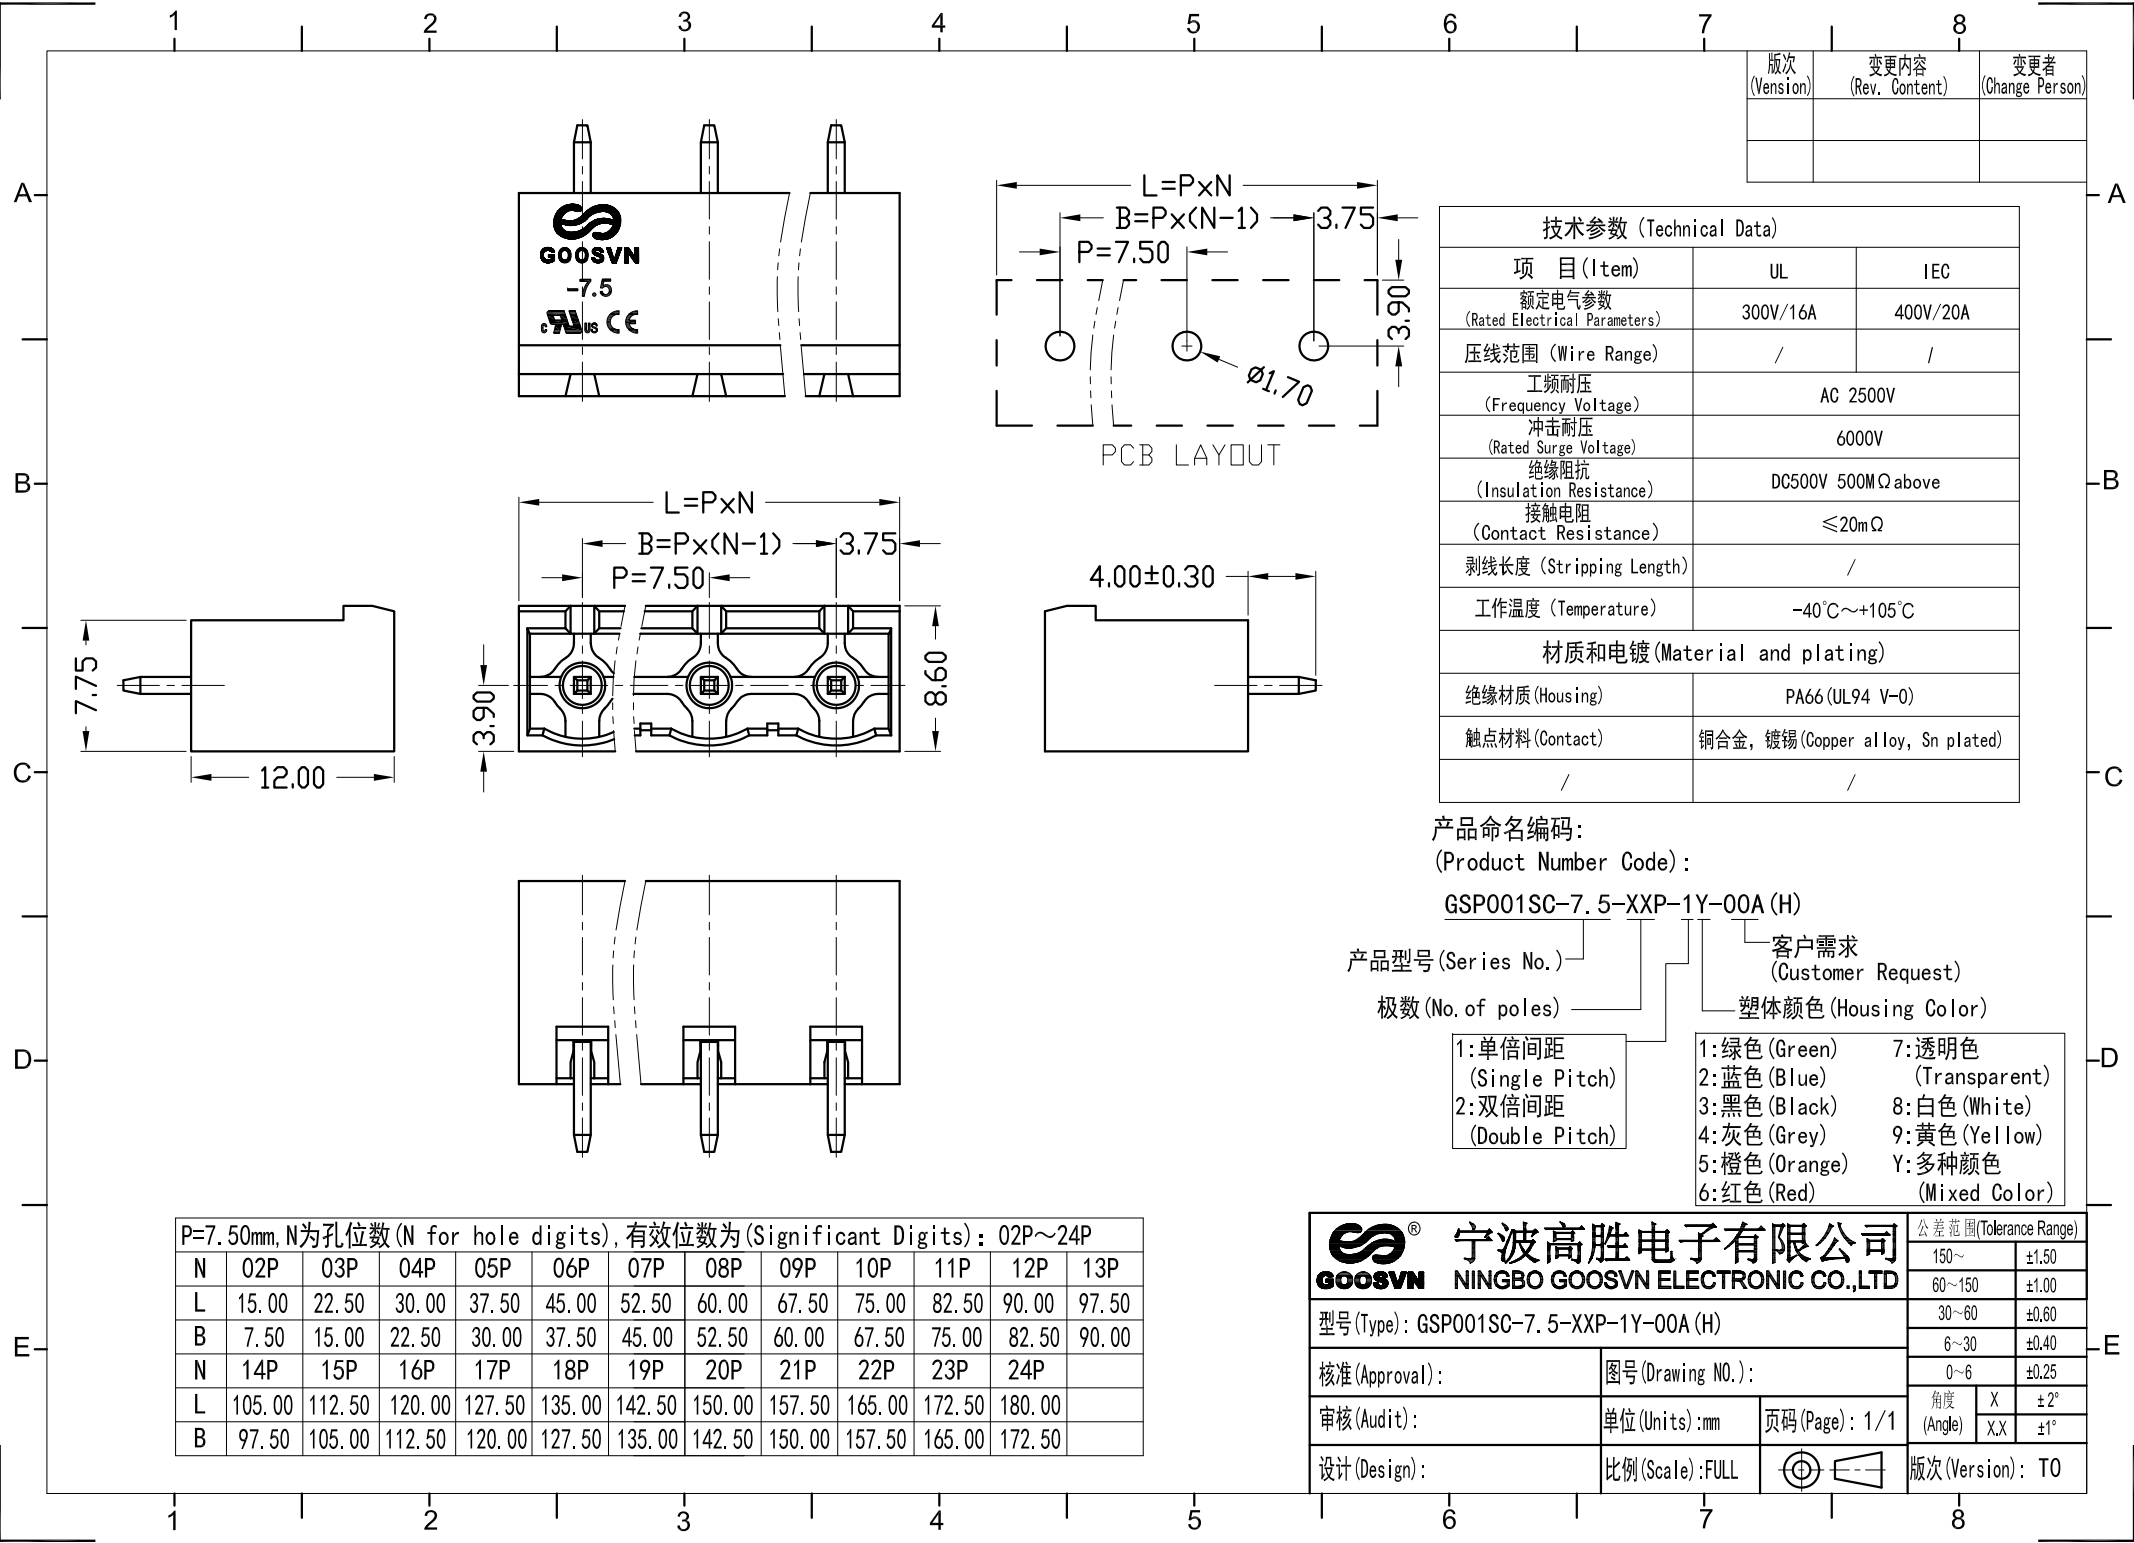 1 2 3 4 5 6 7 8
版次 变更内容 变更者
(Vension) (Rev. Content) (Change Person)
A A
GOOSVN
-7.5
c RU us CE
L=P×N
B=P×(N-1) 3.75
P=7.50
3.90
Ø1.70
PCB LAYOUT
技术参数 (Technical Data)
项 目(Item) UL IEC
额定电气参数
(Rated Electrical Parameters) 300V/16A 400V/20A
压线范围 (Wire Range) / /
工频耐压
(Frequency Voltage) AC 2500V
冲击耐压
(Rated Surge Voltage) 6000V
绝缘阻抗
(Insulation Resistance) DC500V 500MΩabove
接触电阻
(Contact Resistance) ≤20mΩ
剥线长度 (Stripping Length) /
工作温度 (Temperature) -40℃～+105℃
材质和电镀(Material and plating)
绝缘材质(Housing) PA66(UL94 V-0)
触点材料(Contact) 铜合金, 镀锡(Copper alloy, Sn plated)
/ /
B B
L=P×N
B=P×(N-1) 3.75
P=7.50
4.00±0.30
7.75
12.00
3.90
8.60
C C
产品命名编码:
(Product Number Code):
GSP001SC-7.5-XXP-1Y-00A(H)
客户需求
(Customer Request)
产品型号(Series No.)
极数(No.of poles)
塑体颜色(Housing Color)
1:单倍间距
(Single Pitch)
2:双倍间距
(Double Pitch)
1:绿色(Green) 7:透明色
2:蓝色(Blue) (Transparent)
3:黑色(Black) 8:白色(White)
4:灰色(Grey) 9:黄色(Yellow)
5:橙色(Orange) Y:多种颜色
6:红色(Red) (Mixed Color)
D D
P=7.50mm, N为孔位数(N for hole digits), 有效位数为(Significant Digits): 02P～24P
N 02P 03P 04P 05P 06P 07P 08P 09P 10P 11P 12P 13P
L 15.00 22.50 30.00 37.50 45.00 52.50 60.00 67.50 75.00 82.50 90.00 97.50
B 7.50 15.00 22.50 30.00 37.50 45.00 52.50 60.00 67.50 75.00 82.50 90.00
N 14P 15P 16P 17P 18P 19P 20P 21P 22P 23P 24P
L 105.00 112.50 120.00 127.50 135.00 142.50 150.00 157.50 165.00 172.50 180.00
B 97.50 105.00 112.50 120.00 127.50 135.00 142.50 150.00 157.50 165.00 172.50
E E
GOOSVN ®
宁波高胜电子有限公司
NINGBO GOOSVN ELECTRONIC CO.,LTD
公差范围(Tolerance Range)
150～ ±1.50
60～150 ±1.00
30～60 ±0.60
6～30 ±0.40
0～6 ±0.25
角度 X ±2°
(Angle) X.X ±1°
型号(Type): GSP001SC-7.5-XXP-1Y-00A(H)
核准(Approval): 图号(Drawing NO.):
审核(Audit): 单位(Units):mm 页码(Page): 1/1
设计(Design): 比例(Scale):FULL 版次(Version): T0
1 2 3 4 5 6 7 8